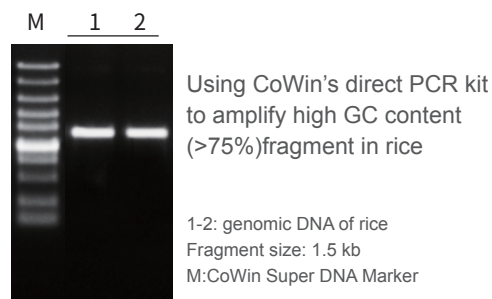 M 1 2
Using CoWin's direct PCR kit
to amplify high GC content
(>75%)fragment in rice
1-2: genomic DNA of rice
Fragment size: 1.5 kb
M:CoWin Super DNA Marker